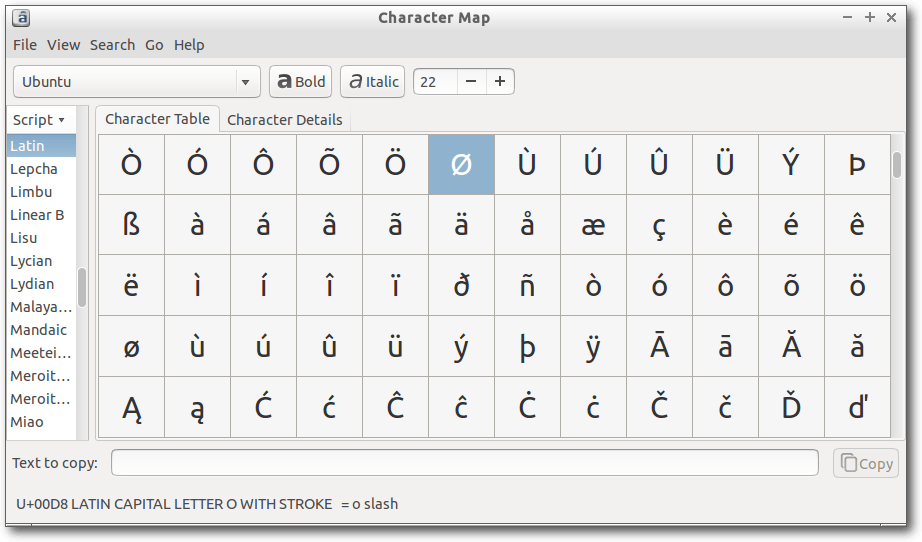 Character Map
File View Search Go Help
Ubuntu a Bold a Italic 22
Script Character Table Character Details
Latin
Lepcha
Limbu
Linear B
Lisu
Lycian
Lydian
Malaya...
Mandaic
Meetei...
Meroit...
Meroit...
Miao
Ò Ó Ô Õ Ö Ø Ù Ú Û Ü Ý Þ
ß à á â ã ä å æ ç è é ê
ë ì í î ï ð ñ ò ó ô õ ö
ø ù ú û ü ý þ ÿ Ā ā Ă ă
Ą ą Ć ć Ĉ ĉ Ċ ċ Č č Ď ď
Text to copy: Copy
U+00D8 LATIN CAPITAL LETTER O WITH STROKE = o slash